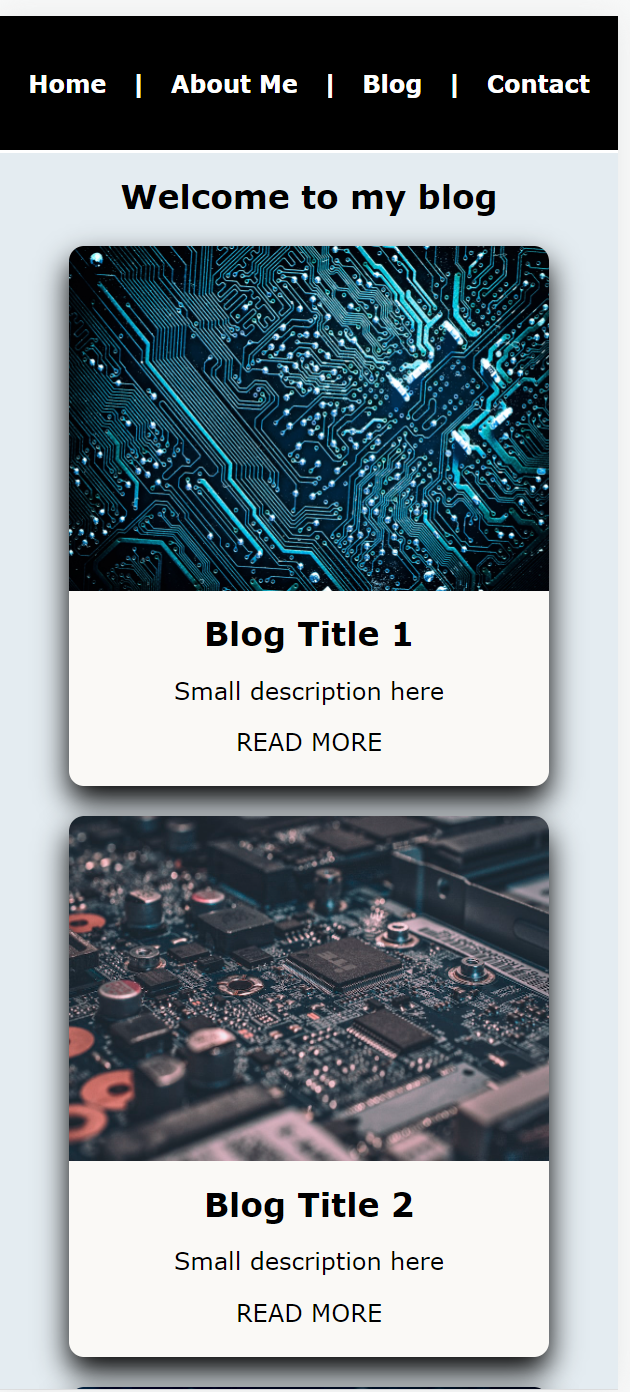 Home | About Me | Blog | Contact
Welcome to my blog
Blog Title 1
Small description here
READ MORE
Blog Title 2
Small description here
READ MORE